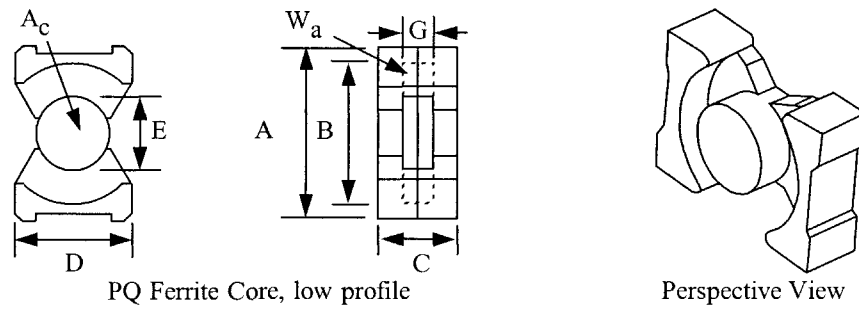 A_c
E
D
W_a
G
A
B
C
PQ Ferrite Core, low profile
Perspective View